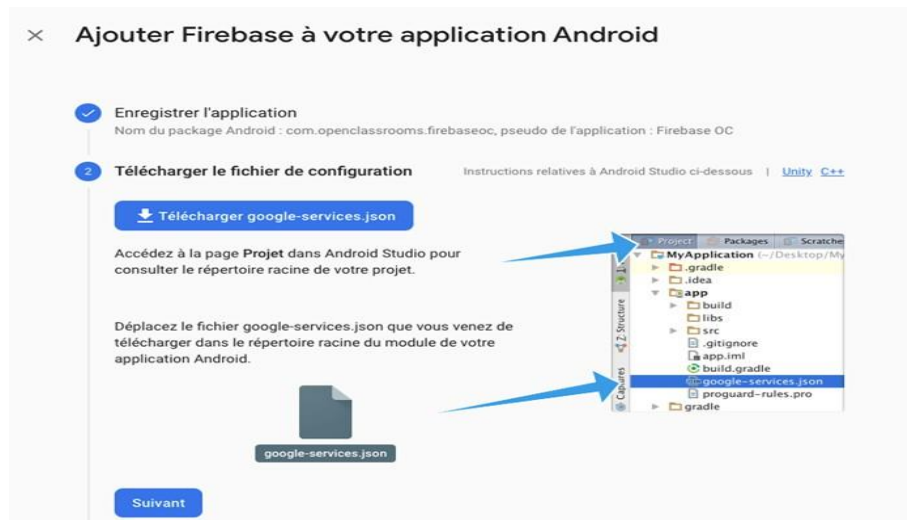 Ajouter Firebase à votre application Android
Enregistrer l'application
Nom du package Android : com.openclassrooms.firebaseoc, pseudo de l'application : Firebase OC
2 Télécharger le fichier de configuration
Instructions relatives à Android Studio ci-dessous | Unity C++
Télécharger google-services.json
Accédez à la page Projet dans Android Studio pour
consulter le répertoire racine de votre projet.
Déplacez le fichier google-services.json que vous venez de
télécharger dans le répertoire racine du module de votre
application Android.
google-services.json
Suivant
Project Packages Scratche
MyApplication (~/Desktop/My
.gradle
.idea
app
build
libs
src
.gitignore
app.iml
build.gradle
google-services.json
proguard-rules.pro
gradle
Z: Structure
Captures